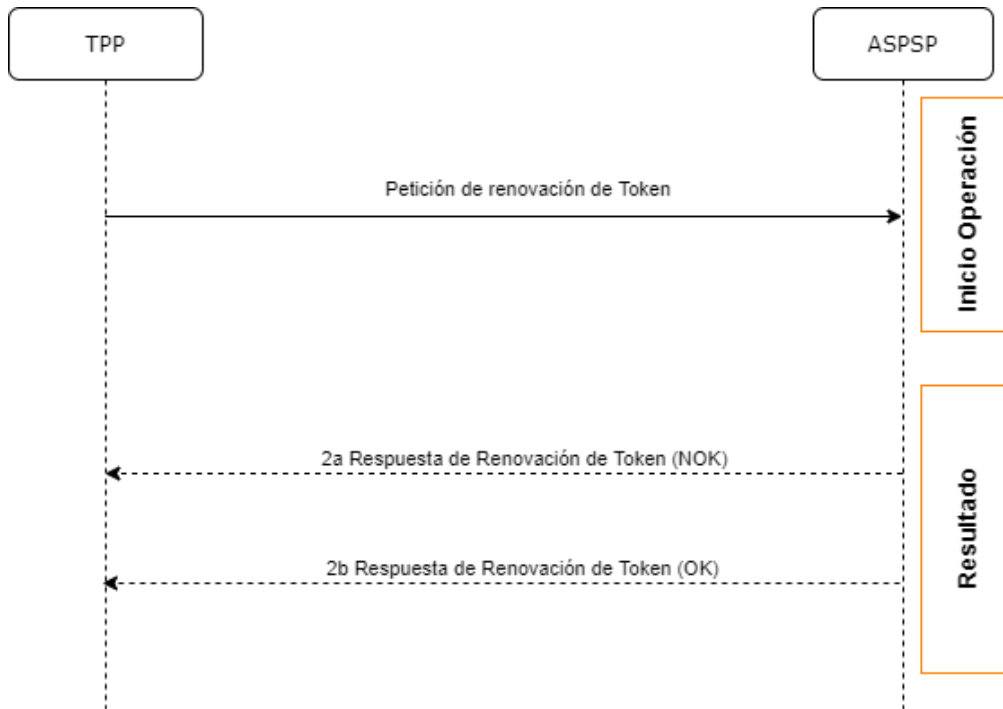 TPP
ASPSP
Petición de renovación de Token
Inicio Operación
2a Respuesta de Renovación de Token (NOK)
2b Respuesta de Renovación de Token (OK)
Resultado